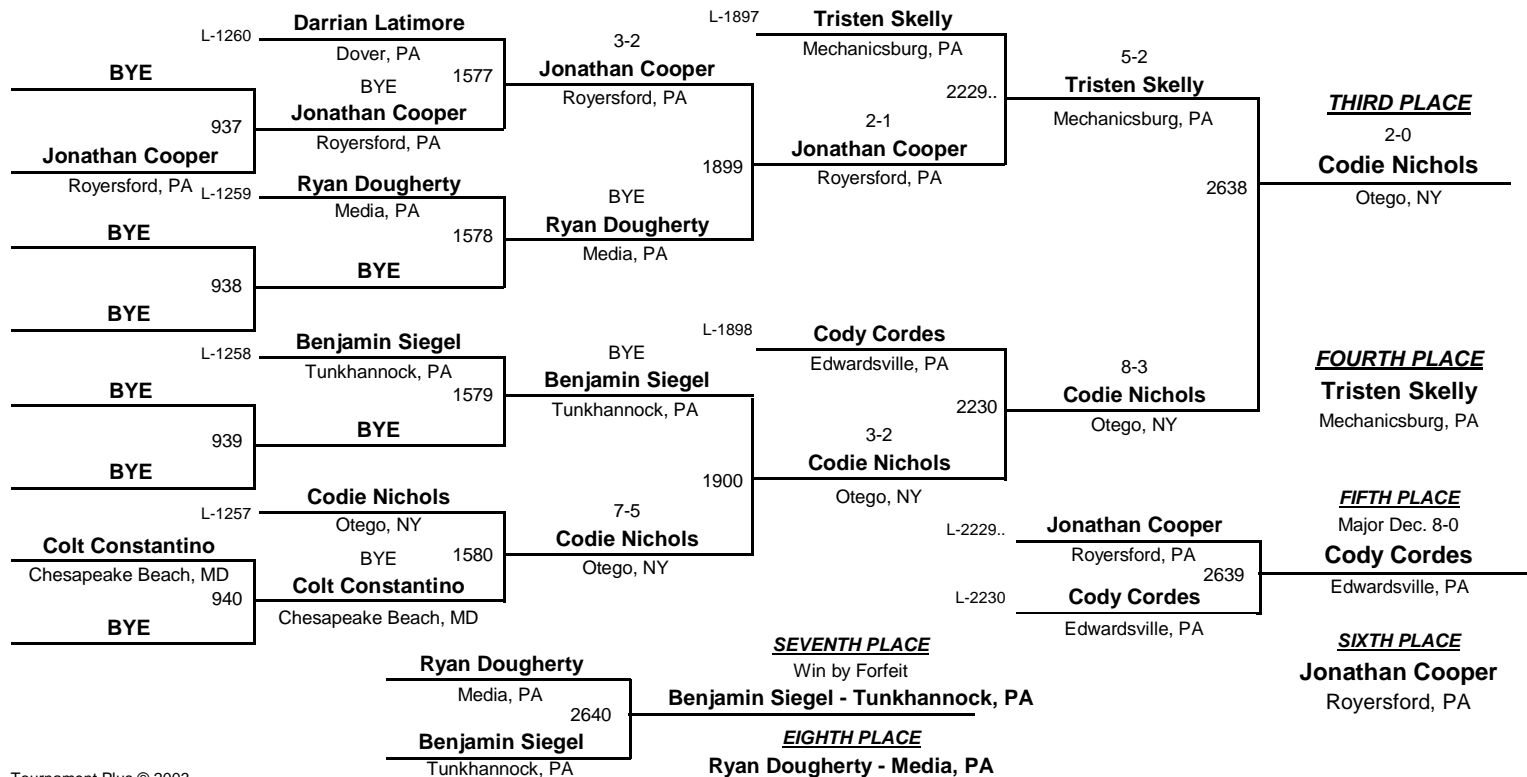 L-1260
Darrian Latimore
Dover, PA
BYE
Jonathan Cooper
Royersford, PA
937
BYE
Jonathan Cooper
Royersford, PA
1577
3-2
Jonathan Cooper
Royersford, PA
L-1259
Ryan Dougherty
Media, PA
BYE
BYE
938
BYE
1578
BYE
Ryan Dougherty
Media, PA
1899
L-1897
Tristen Skelly
Mechanicsburg, PA
2-1
Jonathan Cooper
Royersford, PA
2229..
5-2
Tristen Skelly
Mechanicsburg, PA
L-1258
Benjamin Siegel
Tunkhannock, PA
BYE
BYE
939
BYE
1579
BYE
Benjamin Siegel
Tunkhannock, PA
L-1257
Codie Nichols
Otego, NY
Colt Constantino
Chesapeake Beach, MD
BYE
940
BYE
Colt Constantino
Chesapeake Beach, MD
1580
7-5
Codie Nichols
Otego, NY
1900
L-1898
Cody Cordes
Edwardsville, PA
3-2
Codie Nichols
Otego, NY
2230
8-3
Codie Nichols
Otego, NY
2638
THIRD PLACE
2-0
Codie Nichols
Otego, NY
FOURTH PLACE
Tristen Skelly
Mechanicsburg, PA
L-2229..
Jonathan Cooper
Royersford, PA
L-2230
Cody Cordes
Edwardsville, PA
2639
FIFTH PLACE
Major Dec. 8-0
Cody Cordes
Edwardsville, PA
SIXTH PLACE
Jonathan Cooper
Royersford, PA
Ryan Dougherty
Media, PA
Benjamin Siegel
Tunkhannock, PA
2640
SEVENTH PLACE
Win by Forfeit
Benjamin Siegel - Tunkhannock, PA
EIGHTH PLACE
Ryan Dougherty - Media, PA
Tournament Plus © 2002